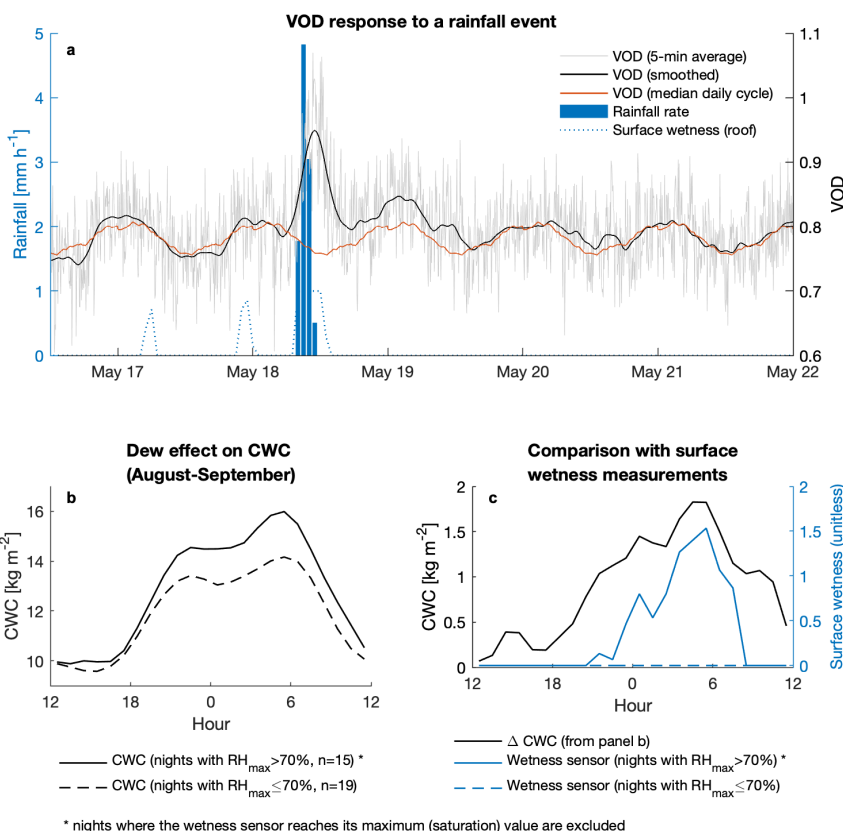 VOD response to a rainfall event
a
5
4
3
2
1
0
Rainfall [mm h⁻¹]
1.1
1
0.9
0.8
0.7
0.6
VOD
VOD (5-min average)
VOD (smoothed)
VOD (median daily cycle)
Rainfall rate
Surface wetness (roof)
May 17 May 18 May 19 May 20 May 21 May 22
Dew effect on CWC
(August-September)
b
16
14
12
10
CWC [kg m⁻²]
12 18 0 6 12
Hour
CWC (nights with RHmax>70%, n=15) *
CWC (nights with RHmax≤70%, n=19)
Comparison with surface
wetness measurements
c
2
1.5
1
0.5
0
CWC [kg m⁻²]
2
1.5
1
0.5
0
Surface wetness (unitless)
12 18 0 6 12
Hour
Δ CWC (from panel b)
Wetness sensor (nights with RHmax>70%) *
Wetness sensor (nights with RHmax≤70%)
* nights where the wetness sensor reaches its maximum (saturation) value are excluded